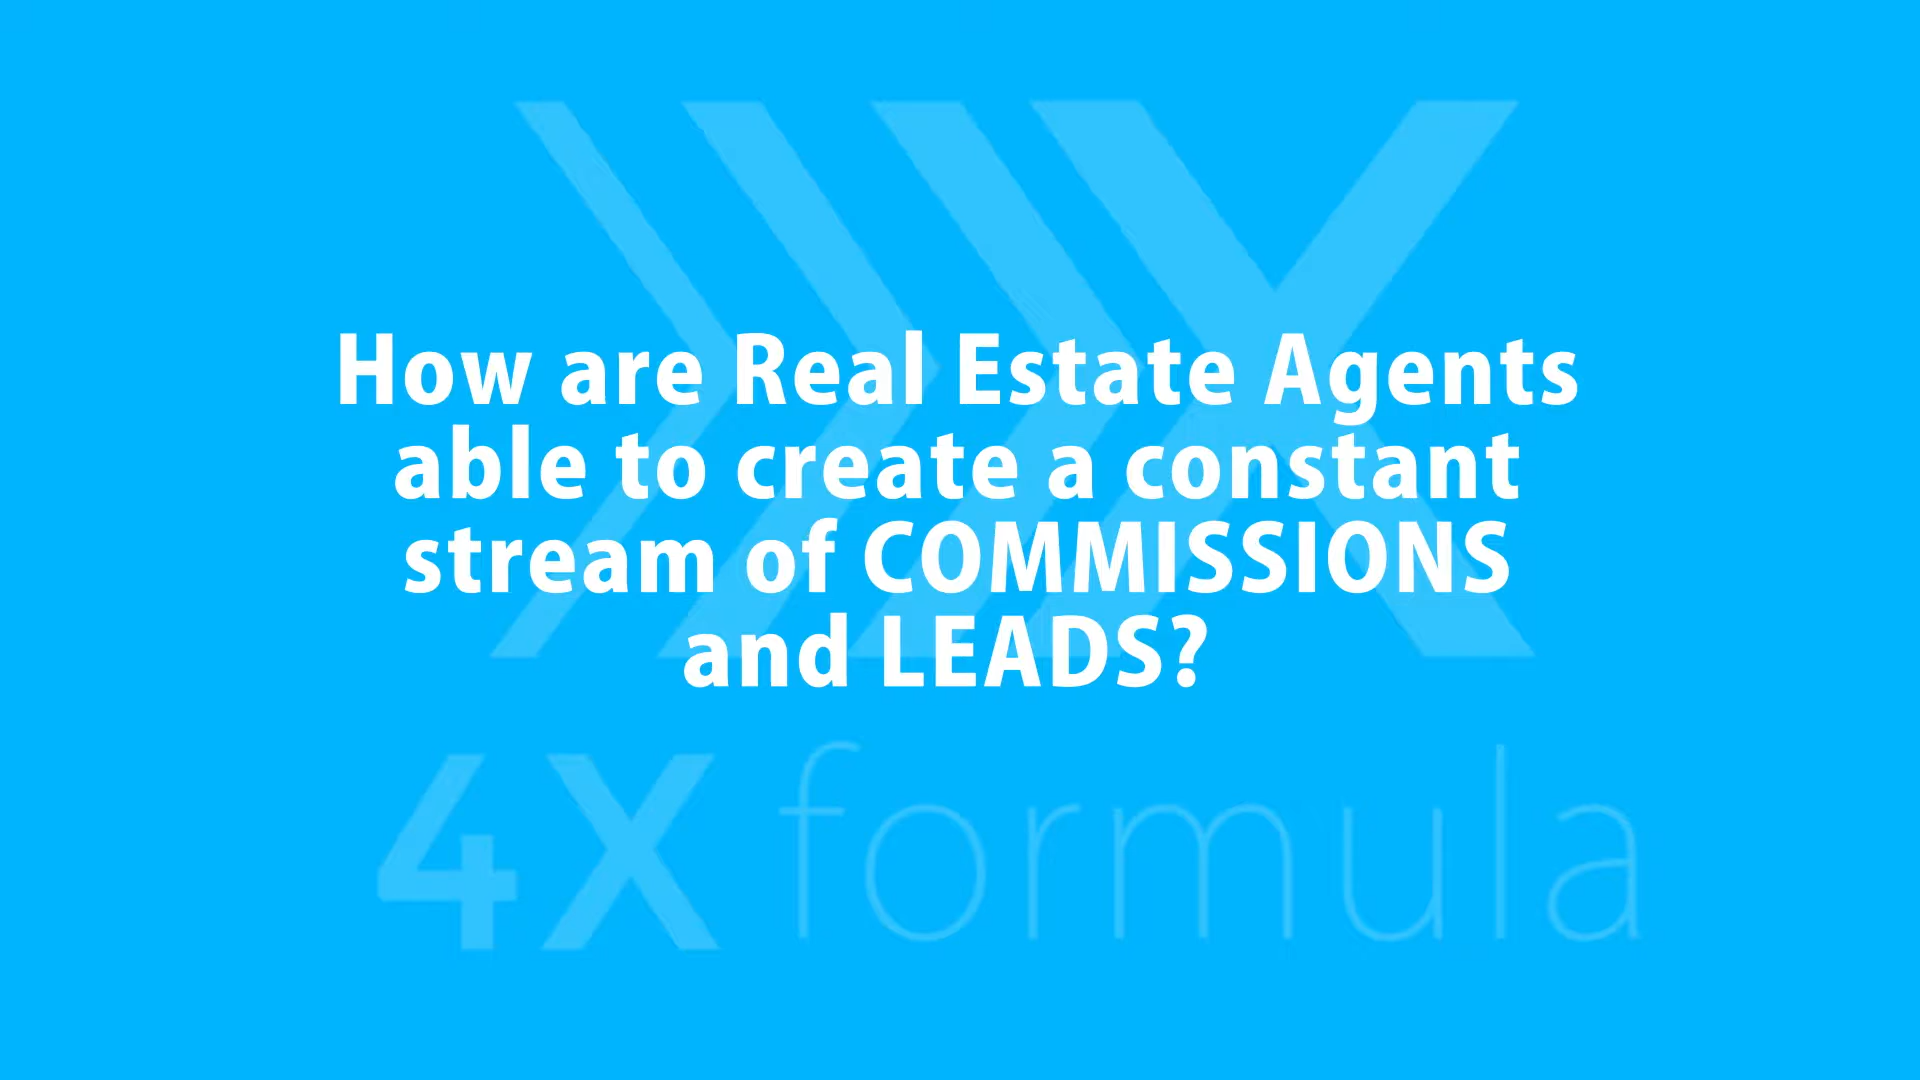 How are Real Estate Agents
able to create a constant
stream of COMMISSIONS
and LEADS?
4X formula